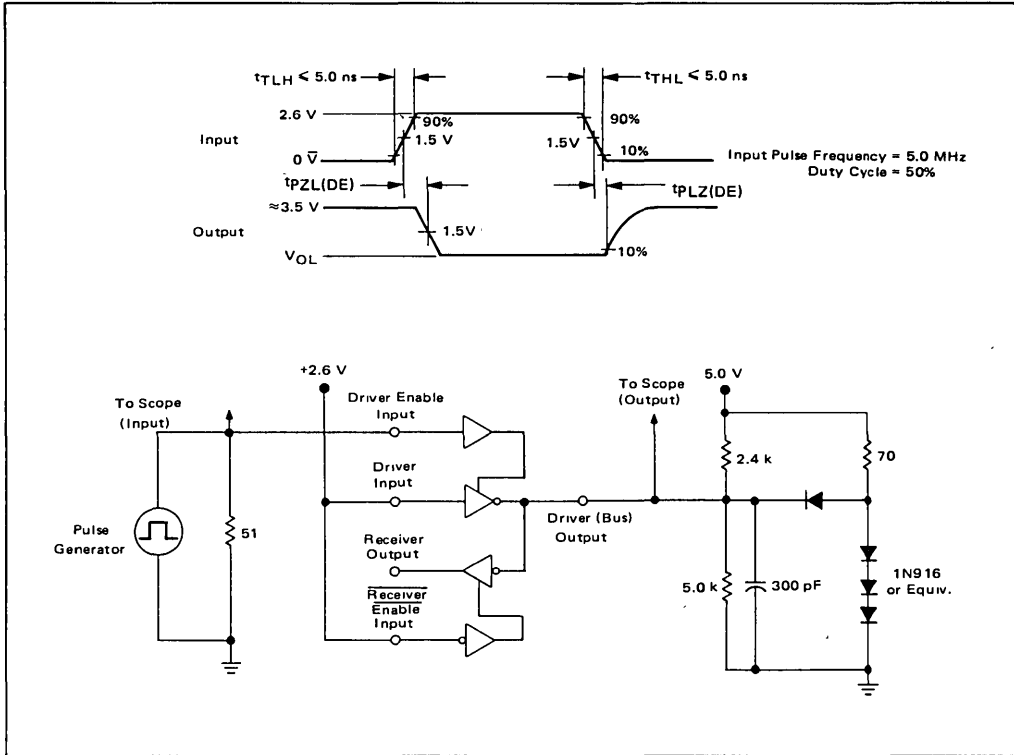 tTLH ≤ 5.0 ns
tTHL ≤ 5.0 ns
2.6 V
90%
90%
Input
1.5 V
1.5V
0 V
10%
Input Pulse Frequency = 5.0 MHz
Duty Cycle = 50%
tPZL(DE)
tPLZ(DE)
≈3.5 V
Output
1.5V
VOL
10%
+2.6 V
5.0 V
To Scope
(Input)
Driver Enable
Input
To Scope
(Output)
2.4 k
70
Driver
Input
Pulse
Generator
51
Driver (Bus)
Output
Receiver
Output
Receiver
Enable
Input
5.0 k
300 pF
1N916
or Equiv.